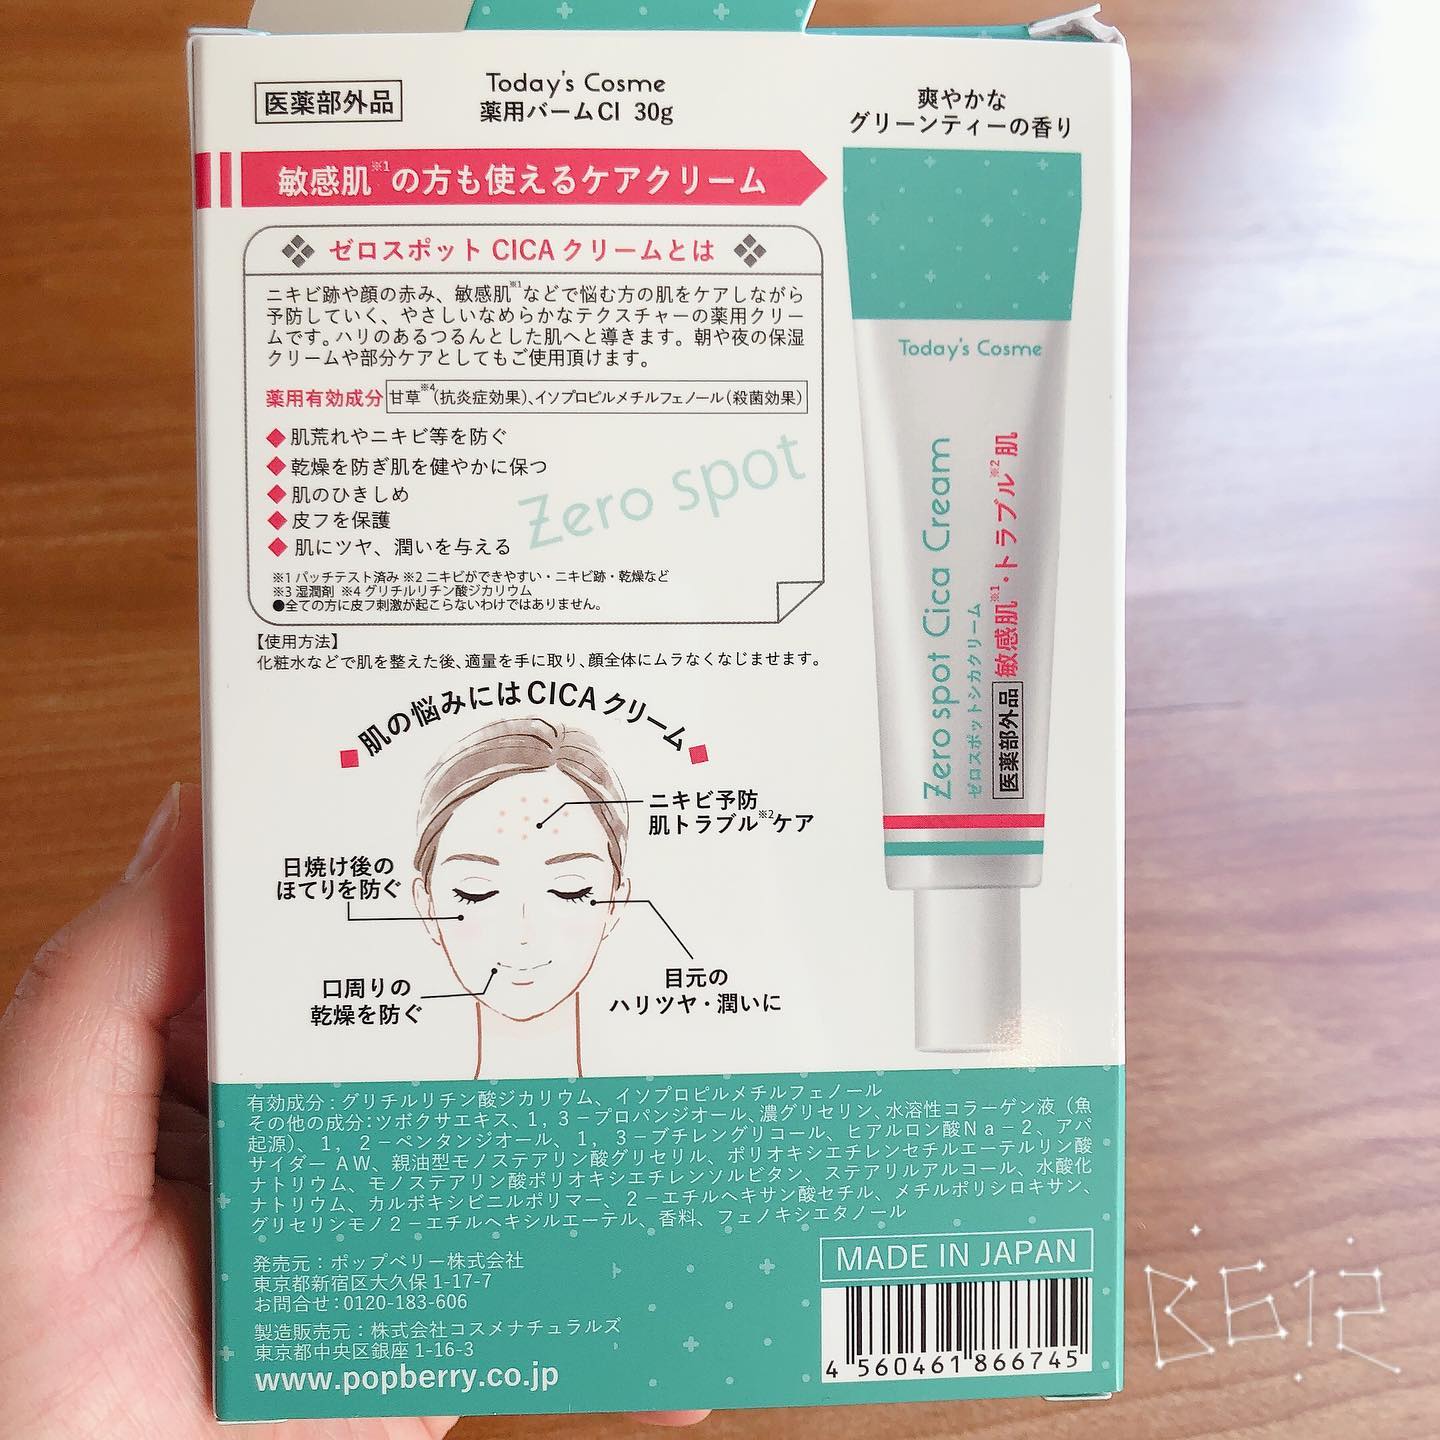 医薬部外品
Today's Cosme
薬用バームCI 30g
爽やかな
グリーンティーの香り
敏感肌※1の方も使えるケアクリーム
ゼロスポット CICA クリームとは
ニキビ跡や顔の赤み、敏感肌※1などで悩む方の肌をケアしながら
予防していく、やさしいなめらかなテクスチャーの薬用クリー
ムです。ハリのあるつるんとした肌へと導きます。朝や夜の保湿
クリームや部分ケアとしてもご使用頂けます。
薬用有効成分 甘草※4(抗炎症効果)、イソプロピルメチルフェノール(殺菌効果)
◆肌荒れやニキビ等を防ぐ
◆乾燥を防ぎ肌を健やかに保つ
◆肌のひきしめ
◆皮フを保護
◆肌にツヤ、潤いを与える
Zero spot
※1 パッチテスト済み ※2 ニキビができやすい・ニキビ跡・乾燥など
※3 湿潤剤 ※4 グリチルリチン酸ジカリウム
●全ての方に皮フ刺激が起こらないわけではありません。
【使用方法】
化粧水などで肌を整えた後、適量を手に取り、顔全体にムラなくなじませます。
Today's Cosme
Zero spot Cica Cream
ゼロスポットシカクリーム
医薬部外品 敏感肌※1・トラブル※2肌
肌の悩みにはCICAクリーム
ニキビ予防
肌トラブル※2ケア
日焼け後の
ほてりを防ぐ
目元の
ハリツヤ・潤いに
口周りの
乾燥を防ぐ
有効成分：グリチルリチン酸ジカリウム、イソプロピルメチルフェノール
その他の成分：ツボクサエキス、１，３－プロパンジオール、濃グリセリン、水溶性コラーゲン液（魚
起源）、１，２－ペンタンジオール、１，３－ブチレングリコール、ヒアルロン酸Ｎａ－２、アパ
サイダー AW、親油型モノステアリン酸グリセリル、ポリオキシエチレンセチルエーテルリン酸
ナトリウム、モノステアリン酸ポリオキシエチレンソルビタン、ステアリルアルコール、水酸化
ナトリウム、カルボキシビニルポリマー、２－エチルヘキサン酸セチル、メチルポリシロキサン、
グリセリンモノ２－エチルヘキシルエーテル、香料、フェノキシエタノール
発売元：ポップベリー株式会社
東京都新宿区大久保 1-17-7
お問合せ：0120-183-606
製造販売元：株式会社コスメナチュラルズ
東京都中央区銀座 1-16-3
www.popberry.co.jp
MADE IN JAPAN
4 560461 866745
B612